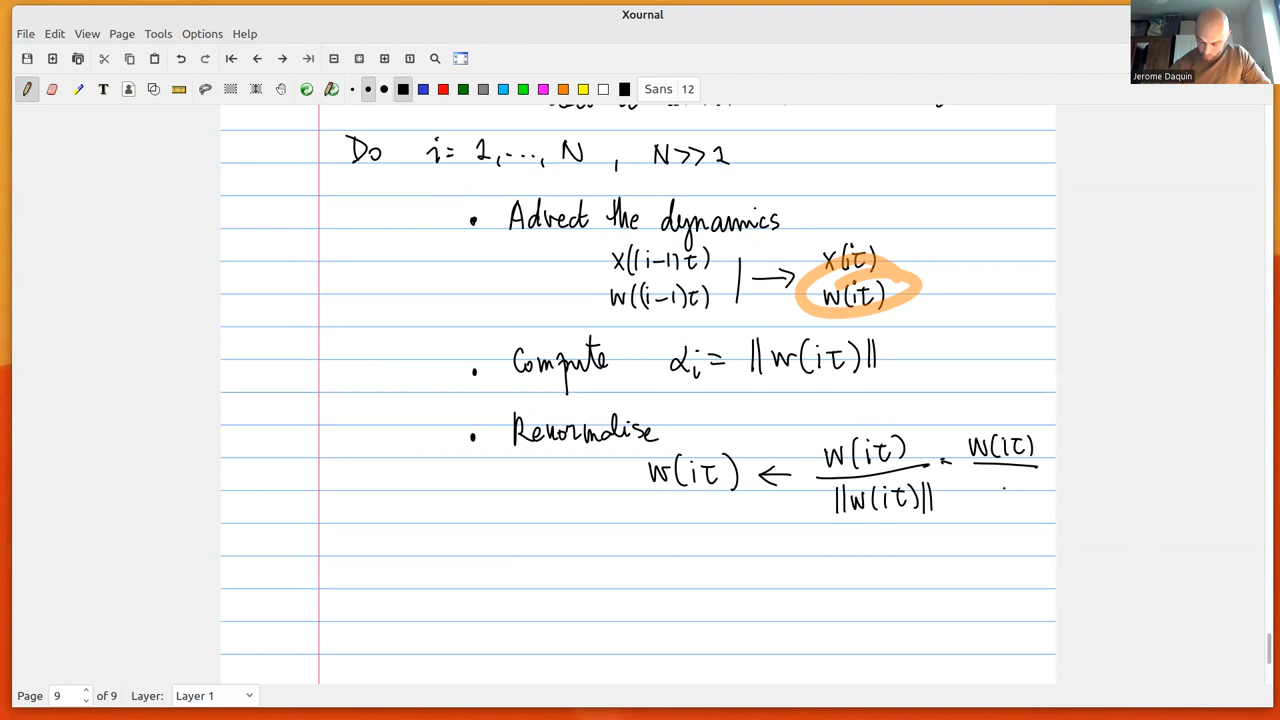 Xournal
File Edit View Page Tools Options Help
Jerome Daquin
Sans 12
Do i= 1,..., N , N>>1
• Advect the dynamics
x((i-1)τ) | → x(iτ)
w((i-1)τ) | w(iτ)
• Compute αi = ||w(iτ)||
• Renormalise
w(iτ) ← w(iτ) / ||w(iτ)|| = w(iτ)
Page 9 of 9 Layer: Layer 1